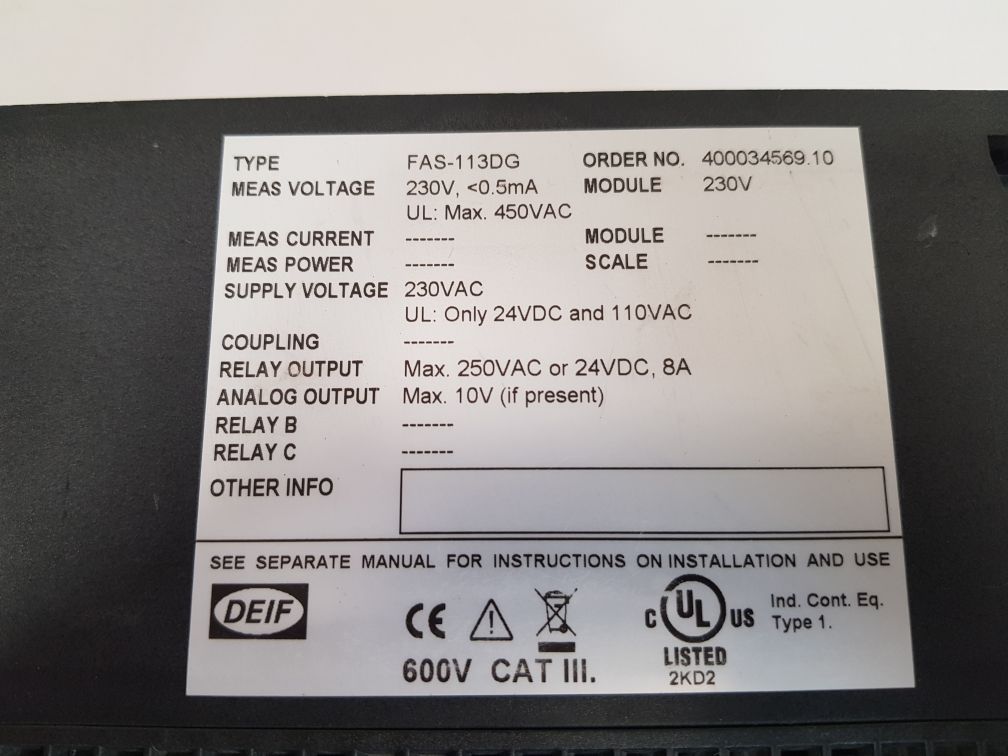 TYPE FAS-113DG ORDER NO. 400034569.10
MEAS VOLTAGE 230V, <0.5mA MODULE 230V
UL: Max. 450VAC
MEAS CURRENT ------- MODULE -------
MEAS POWER ------- SCALE -------
SUPPLY VOLTAGE 230VAC
UL: Only 24VDC and 110VAC
COUPLING -------
RELAY OUTPUT Max. 250VAC or 24VDC, 8A
ANALOG OUTPUT Max. 10V (if present)
RELAY B -------
RELAY C -------
OTHER INFO
SEE SEPARATE MANUAL FOR INSTRUCTIONS ON INSTALLATION AND USE
DEIF CE C UL US Ind. Cont. Eq.
Type 1.
600V CAT III. LISTED
2KD2